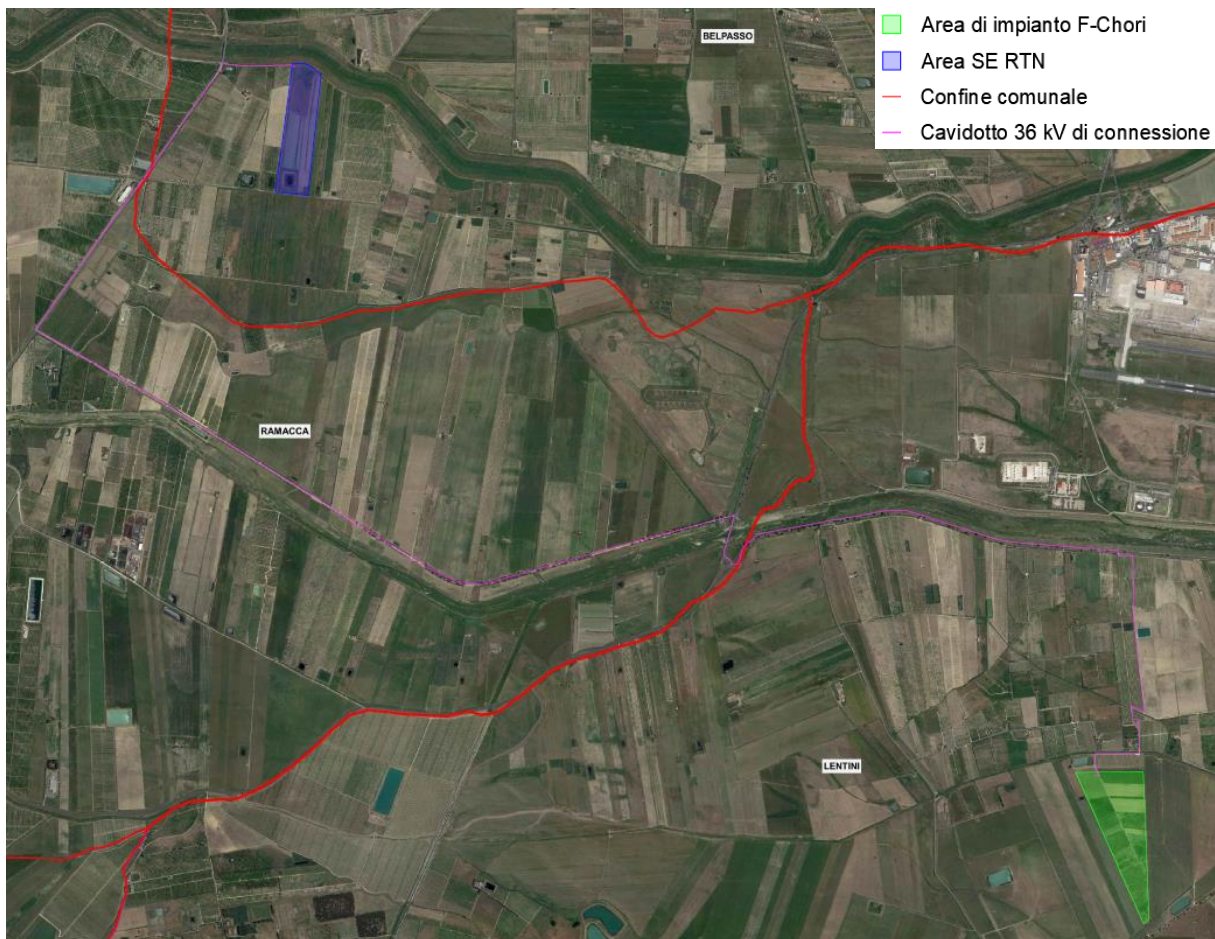 BELPASSO
Area di impianto F-Chori
Area SE RTN
Confine comunale
Cavidotto 36 kV di connessione
RAMACCA
LENTINI